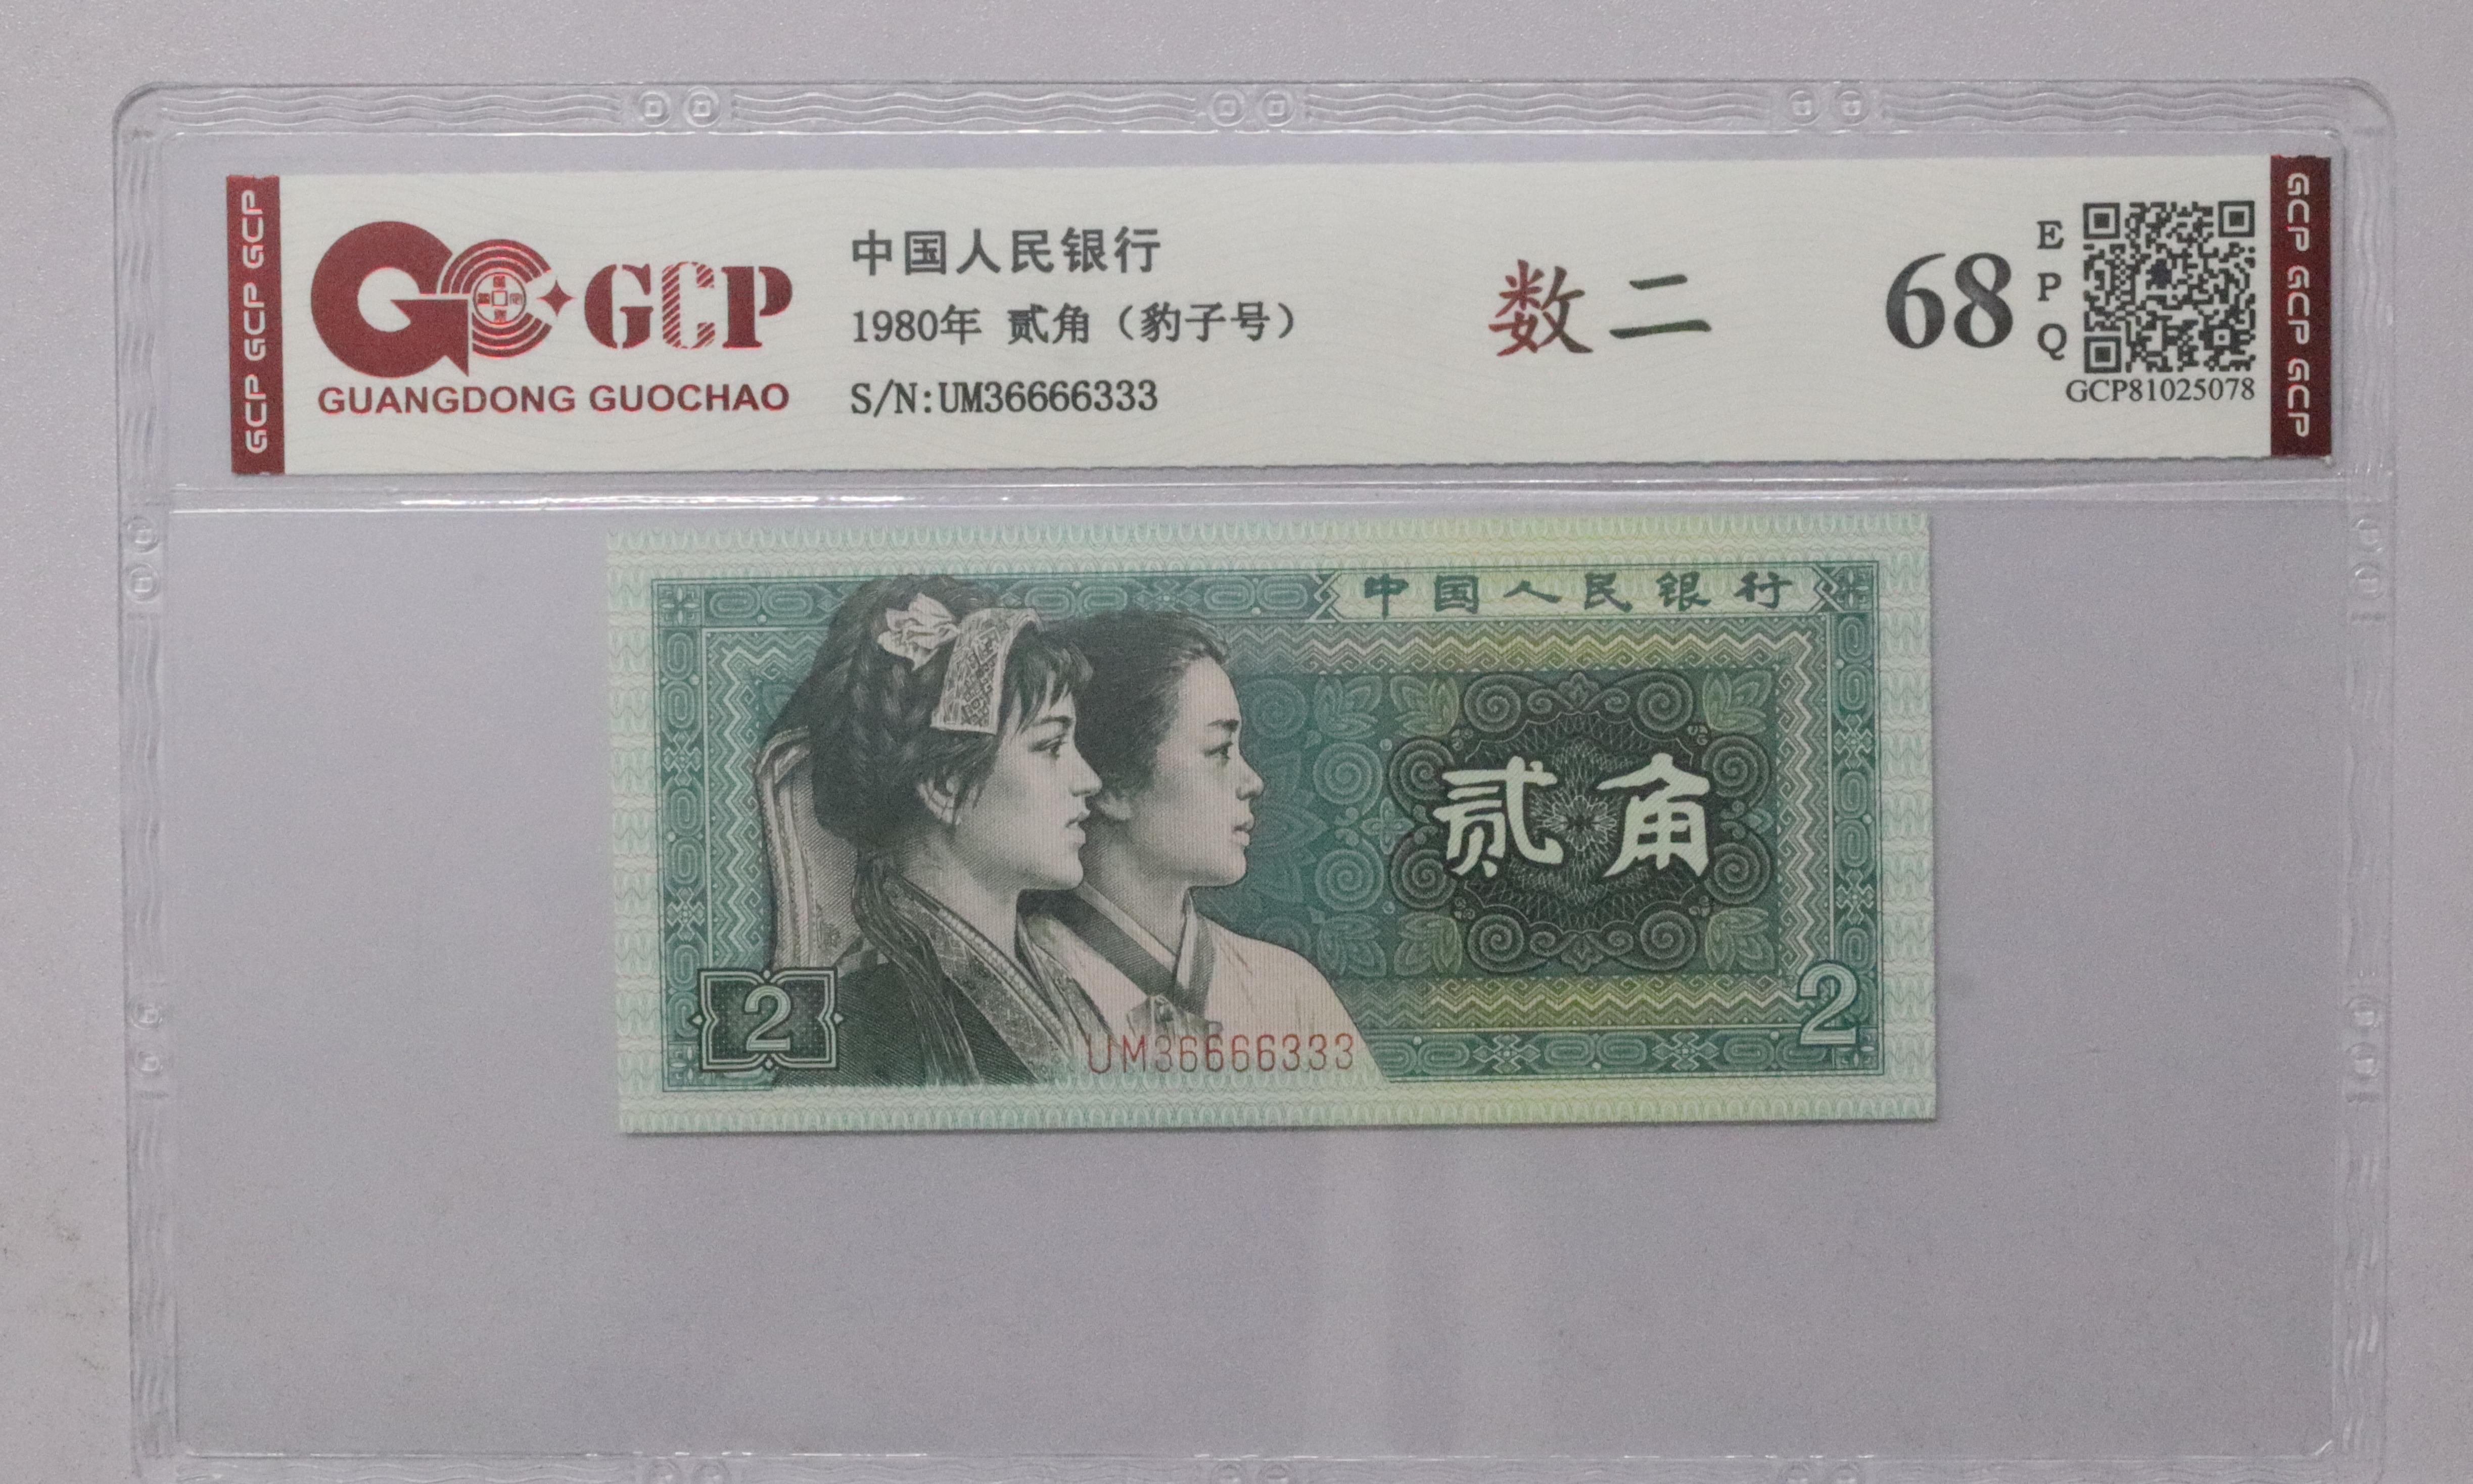 GCP GCP GCP
GCP
GUANGDONG GUOCHAO
中国人民银行
1980年 贰角（豹子号）
S/N:UM36666333
数二
68
E
P
Q
GCP81025078
GCP GCP GCP
中国人民银行
贰角
2
2
UM36666333